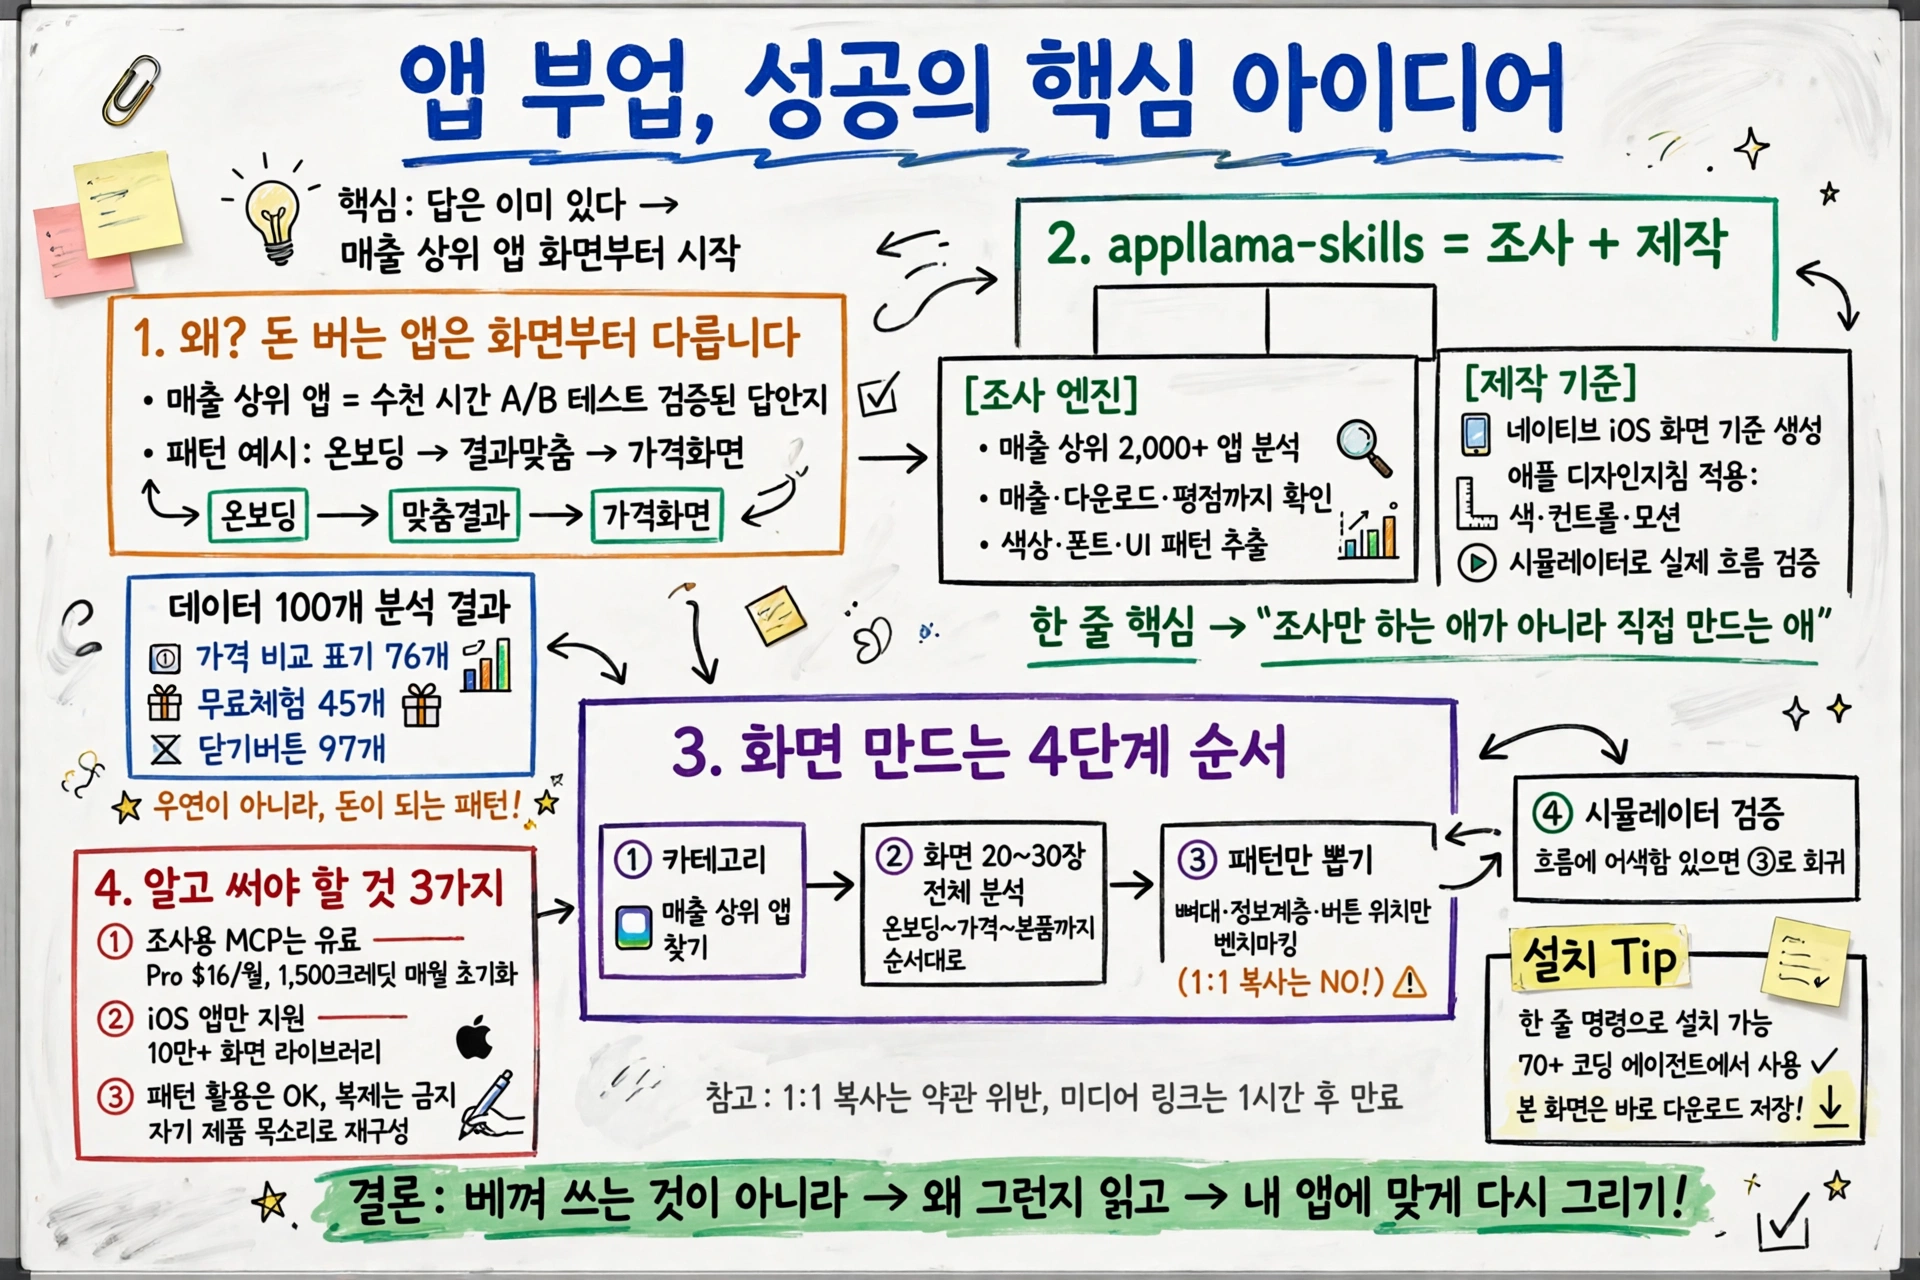 앱 부업, 성공의 핵심 아이디어
핵심: 답은 이미 있다 →
매출 상위 앱 화면부터 시작
1. 왜? 돈 버는 앱은 화면부터 다릅니다
• 매출 상위 앱 = 수천 시간 A/B 테스트 검증된 답안지
• 패턴 예시: 온보딩 → 결과맞춤 → 가격화면
온보딩 → 맞춤결과 → 가격화면
데이터 100개 분석 결과
① 가격 비교 표기 76개
무료체험 45개
닫기버튼 97개
우연이 아니라, 돈이 되는 패턴!
2. appllama-skills = 조사 + 제작
[조사 엔진]
• 매출 상위 2,000+ 앱 분석
• 매출·다운로드·평점까지 확인
• 색상·폰트·UI 패턴 추출
[제작 기준]
네이티브 iOS 화면 기준 생성
애플 디자인지침 적용:
색·컨트롤·모션
시뮬레이터로 실제 흐름 검증
한 줄 핵심 → “조사만 하는 애가 아니라 직접 만드는 애”
3. 화면 만드는 4단계 순서
① 카테고리
매출 상위 앱
찾기
② 화면 20~30장
전체 분석
온보딩~가격~본품까지
순서대로
③ 패턴만 뽑기
뼈대·정보계층·버튼 위치만
벤치마킹
(1:1 복사는 NO!)
④ 시뮬레이터 검증
흐름에 어색함 있으면 ③로 회귀
4. 알고 써야 할 것 3가지
① 조사용 MCP는 유료
Pro $16/월, 1,500크레딧 매월 초기화
② iOS 앱만 지원
10만+ 화면 라이브러리
③ 패턴 활용은 OK, 복제는 금지
자기 제품 목소리로 재구성
설치 Tip
한 줄 명령으로 설치 가능
70+ 코딩 에이전트에서 사용 ✓
본 화면은 바로 다운로드 저장!
참고: 1:1 복사는 약관 위반, 미디어 링크는 1시간 후 만료
결론: 베껴 쓰는 것이 아니라 → 왜 그런지 읽고 → 내 앱에 맞게 다시 그리기!